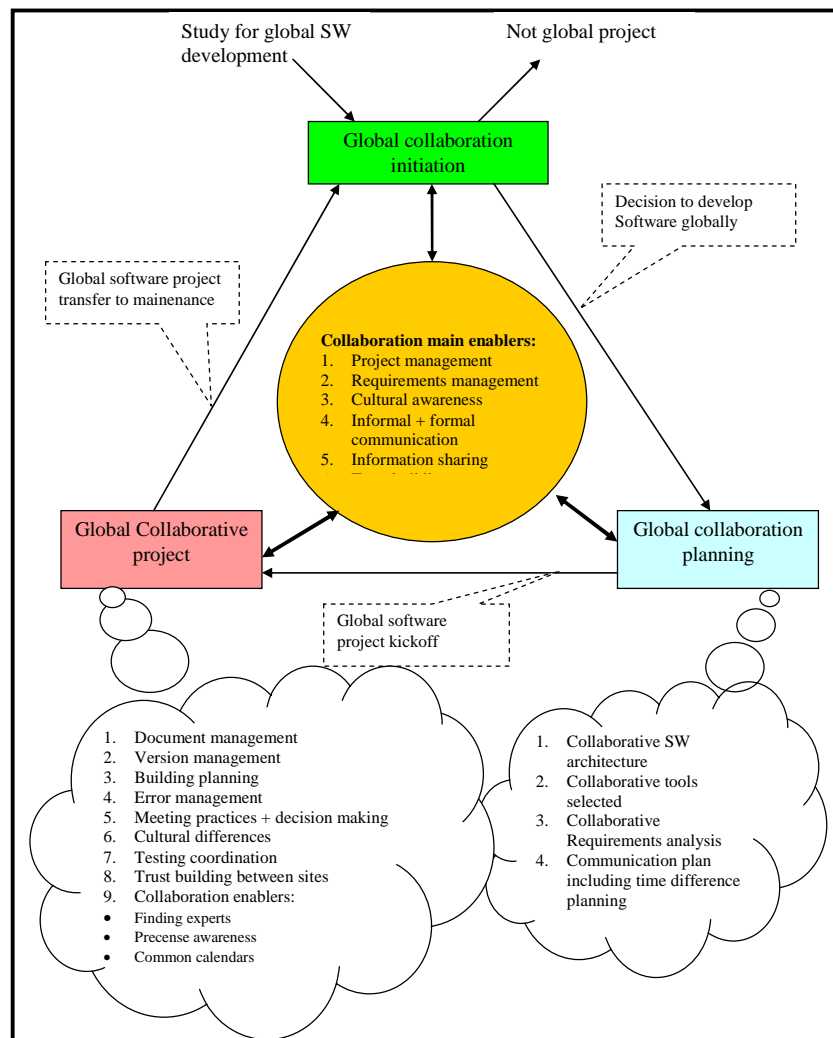 Study for global SW
development
Not global project
Global collaboration
initiation
Decision to develop
Software globally
Global software project
transfer to mainenance
Collaboration main enablers:
1. Project management
2. Requirements management
3. Cultural awareness
4. Informal + formal
communication
5. Information sharing
Global Collaborative
project
Global collaboration
planning
Global software
project kickoff
1. Document management
2. Version management
3. Building planning
4. Error management
5. Meeting practices + decision making
6. Cultural differences
7. Testing coordination
8. Trust building between sites
9. Collaboration enablers:
• Finding experts
• Precense awareness
• Common calendars
1. Collaborative SW
architecture
2. Collaborative tools
selected
3. Collaborative
Requirements analysis
4. Communication plan
including time difference
planning